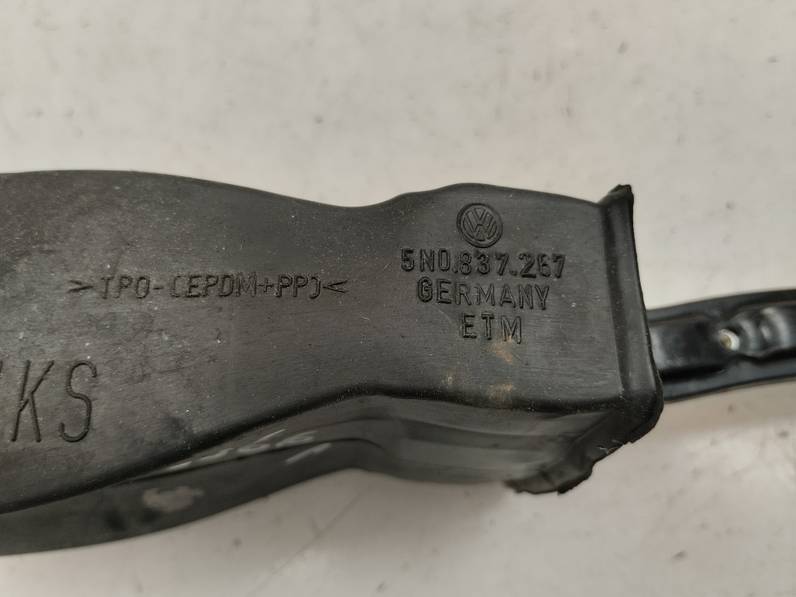 5N0.837.267
GERMANY
ETM
>TPO-(EPDM+PP)<
KS